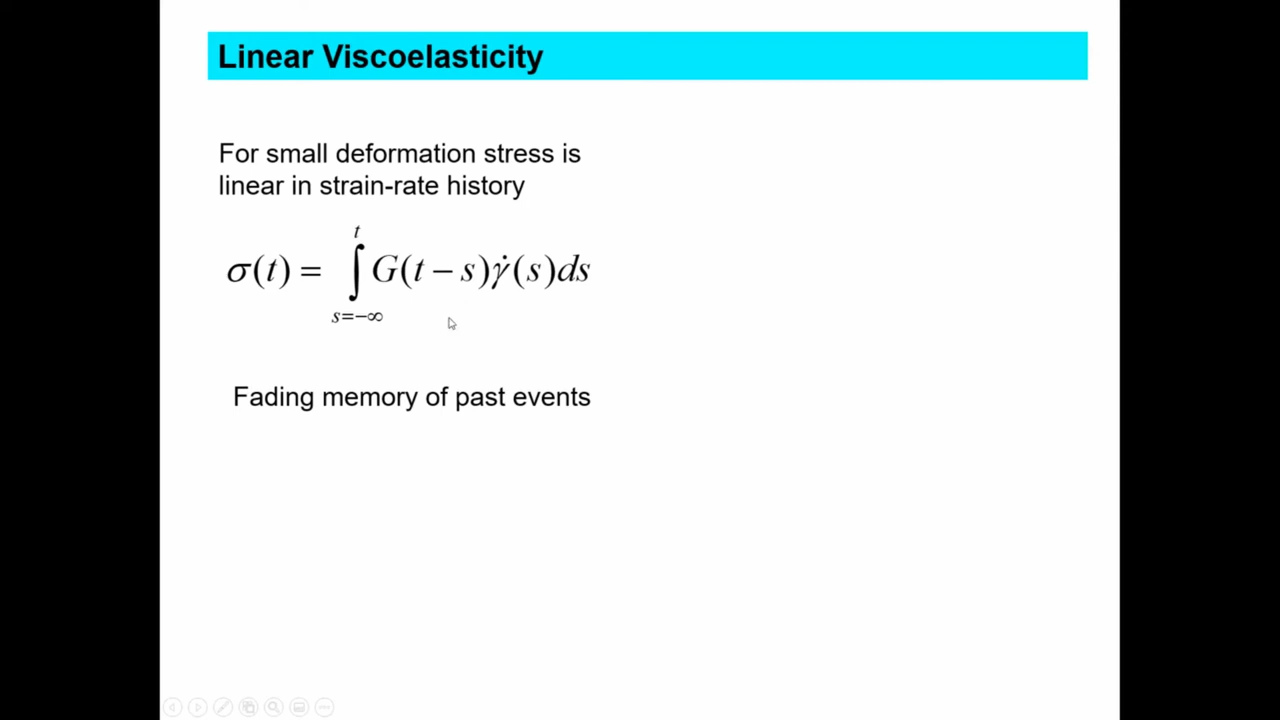 Linear Viscoelasticity
For small deformation stress is
linear in strain-rate history
σ(t) = ∫_{s=−∞}^{t} G(t − s)γ̇(s)ds
Fading memory of past events